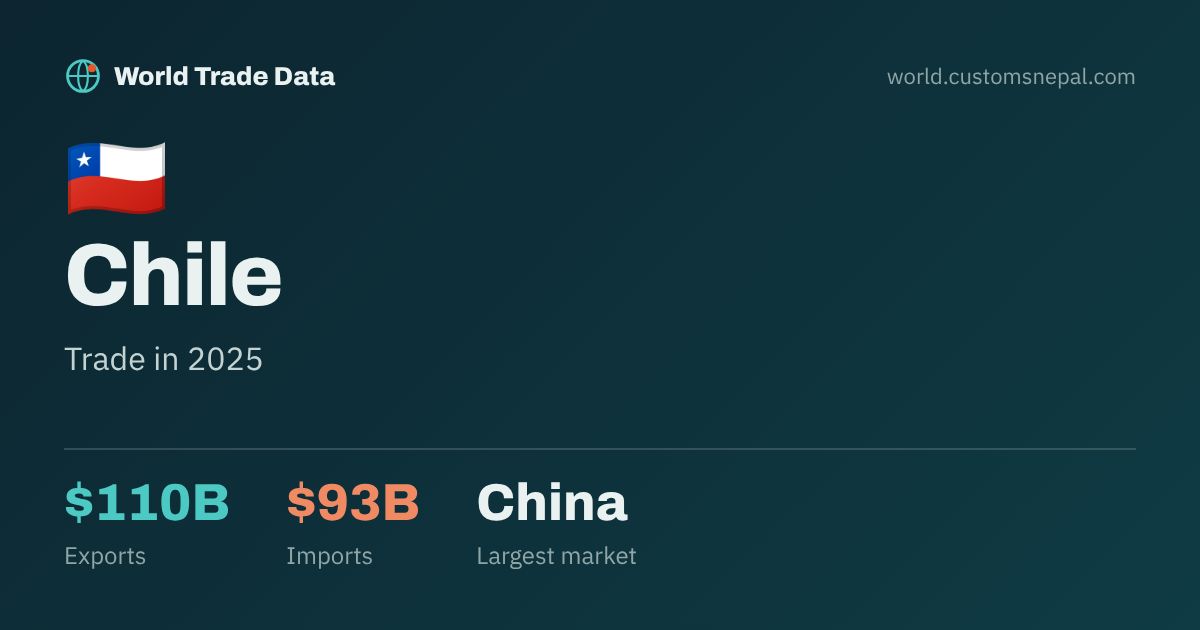 World Trade Data
world.customsnepal.com
Chile
Trade in 2025
$110B
Exports
$93B
Imports
China
Largest market